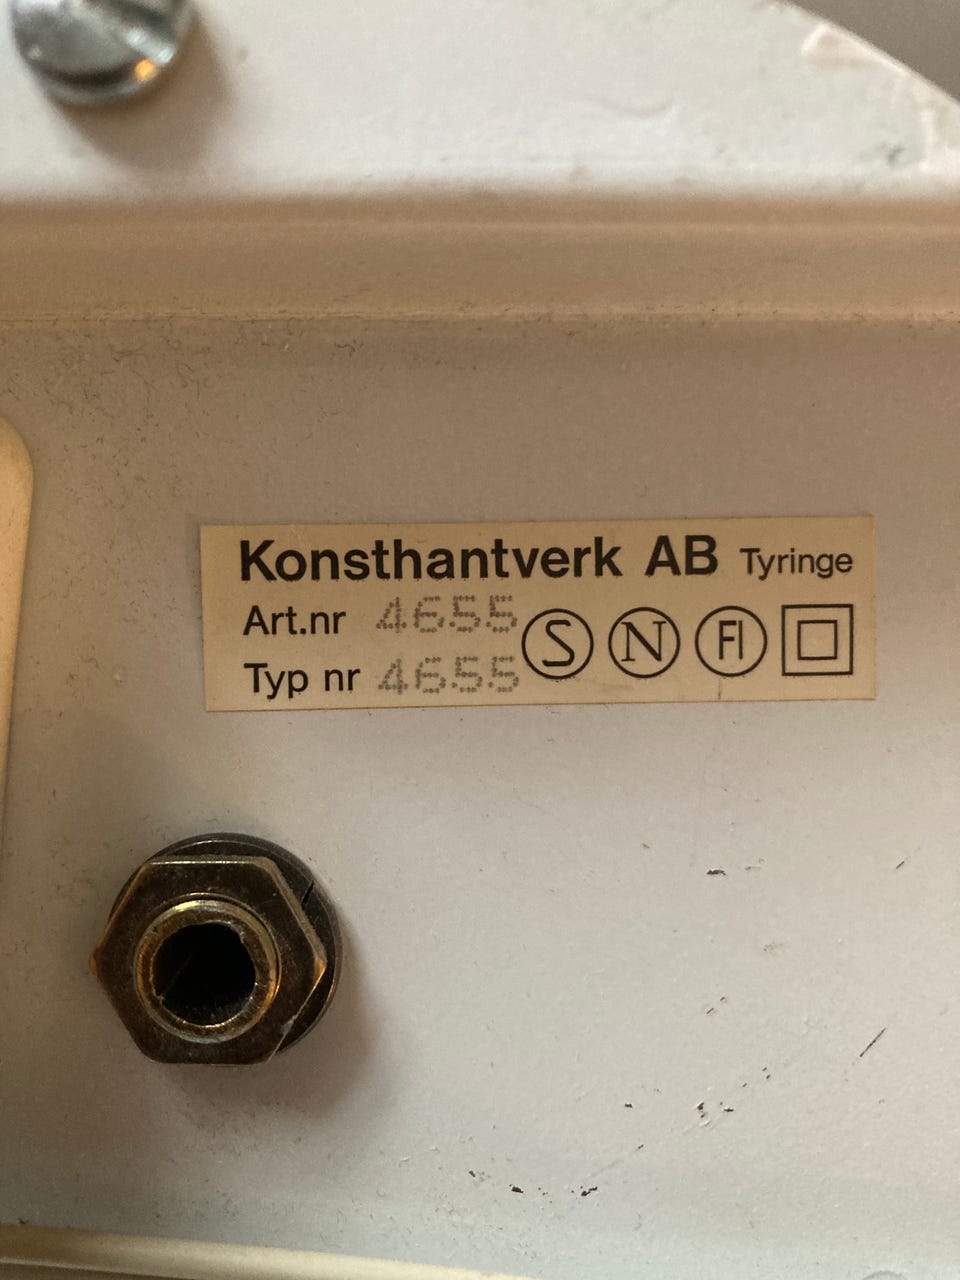 Konsthantverk AB Tyringe
Art.nr 4655
Typ nr 4655
S N FI